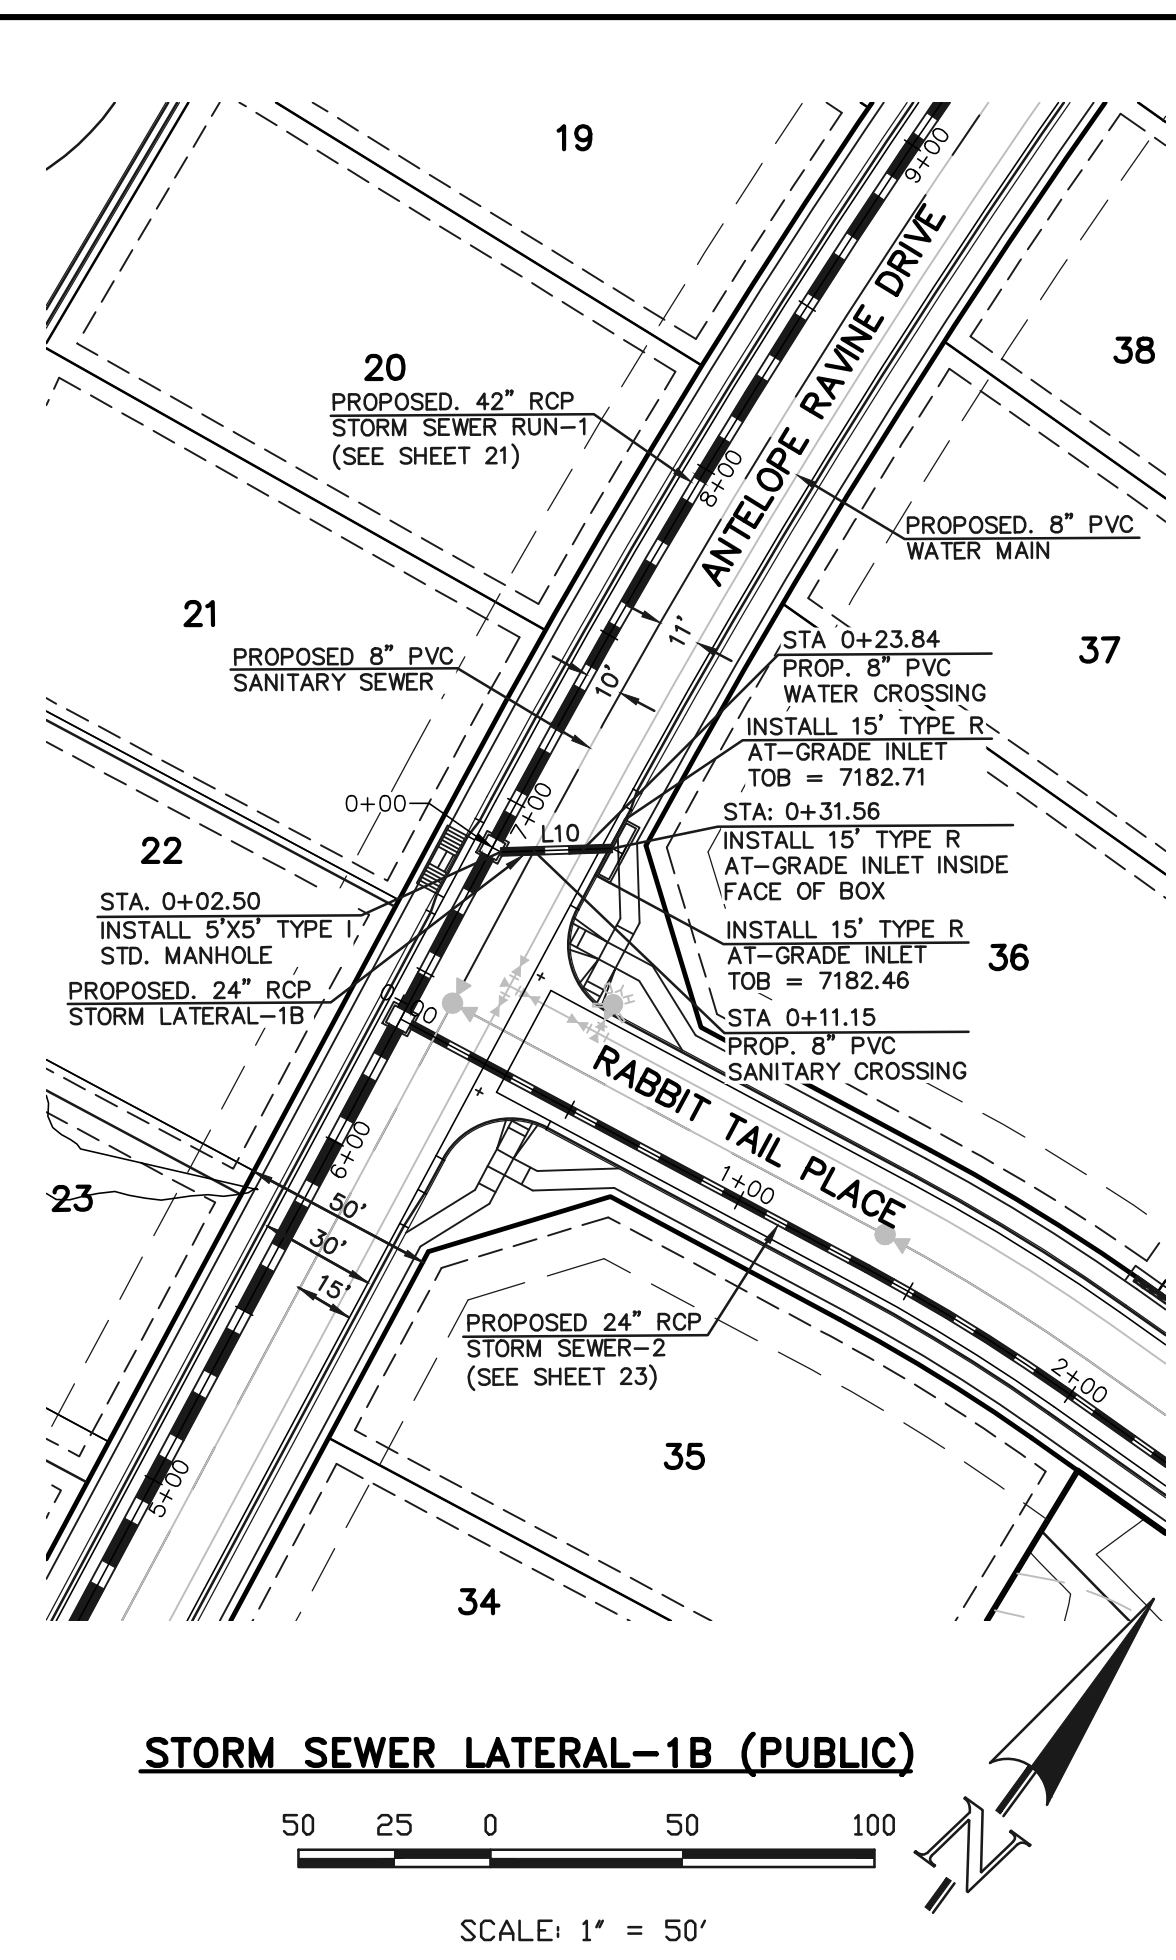 19
9+00
ANTELOPE RAVINE DRIVE
20
38
PROPOSED. 42" RCP
STORM SEWER RUN-1
(SEE SHEET 21)
8+00
PROPOSED. 8" PVC
WATER MAIN
21
11'
STA 0+23.84
PROP. 8" PVC
WATER CROSSING
37
PROPOSED 8" PVC
SANITARY SEWER
10'
INSTALL 15' TYPE R
AT-GRADE INLET
TOB = 7182.71
0+00
7+00
L10
STA: 0+31.56
INSTALL 15' TYPE R
AT-GRADE INLET INSIDE
FACE OF BOX
22
STA. 0+02.50
INSTALL 5'X5' TYPE I
STD. MANHOLE
INSTALL 15' TYPE R
AT-GRADE INLET
TOB = 7182.46
36
PROPOSED. 24" RCP
STORM LATERAL-1B
0+00
DYH
STA 0+11.15
PROP. 8" PVC
SANITARY CROSSING
RABBIT TAIL PLACE
6+00
1+00
23
50'
30'
15'
PROPOSED 24" RCP
STORM SEWER-2
(SEE SHEET 23)
2+00
35
5+00
34
STORM SEWER LATERAL-1B (PUBLIC)
50 25 0 50 100
N
SCALE: 1" = 50'